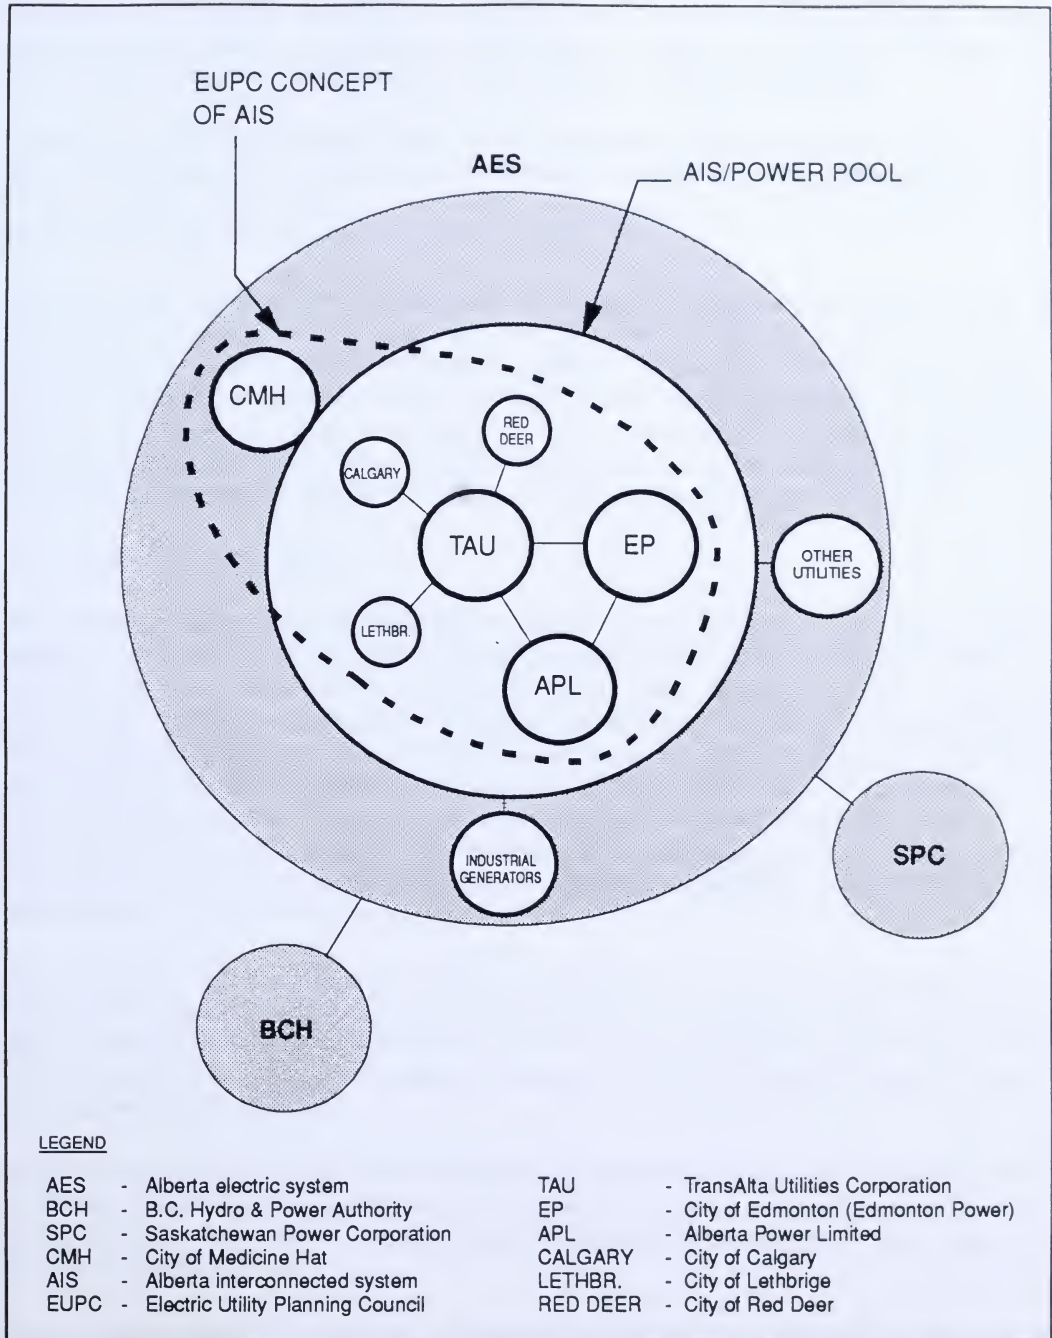 EUPC CONCEPT
OF AIS
AES
AIS/POWER POOL
CMH
RED
DEER
CALGARY
TAU
EP
OTHER
UTILITIES
LETHBR.
APL
INDUSTRIAL
GENERATORS
SPC
BCH
LEGEND
AES - Alberta electric system
BCH - B.C. Hydro & Power Authority
SPC - Saskatchewan Power Corporation
CMH - City of Medicine Hat
AIS - Alberta interconnected system
EUPC - Electric Utility Planning Council
TAU - TransAlta Utilities Corporation
EP - City of Edmonton (Edmonton Power)
APL - Alberta Power Limited
CALGARY - City of Calgary
LETHBR. - City of Lethbrige
RED DEER - City of Red Deer